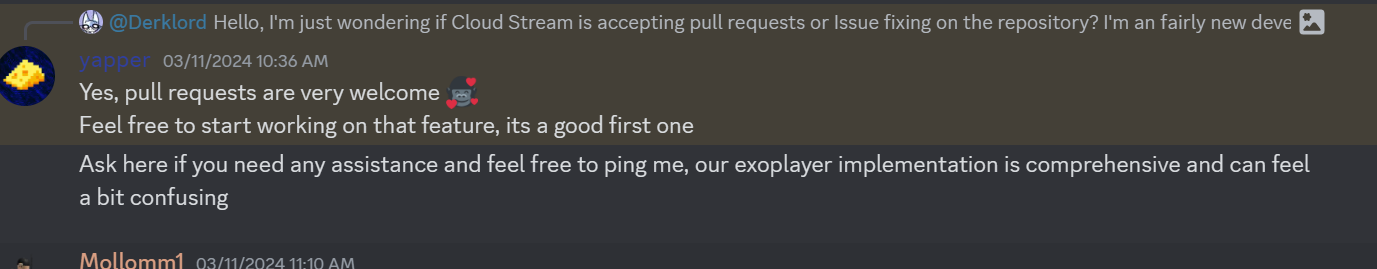 @Derklord Hello, I'm just wondering if Cloud Stream is accepting pull requests or Issue fixing on the repository? I'm an fairly new deve
yapper 03/11/2024 10:36 AM
Yes, pull requests are very welcome
Feel free to start working on that feature, its a good first one
Ask here if you need any assistance and feel free to ping me, our exoplayer implementation is comprehensive and can feel
a bit confusing
Mollomm1 03/11/2024 11:10 AM